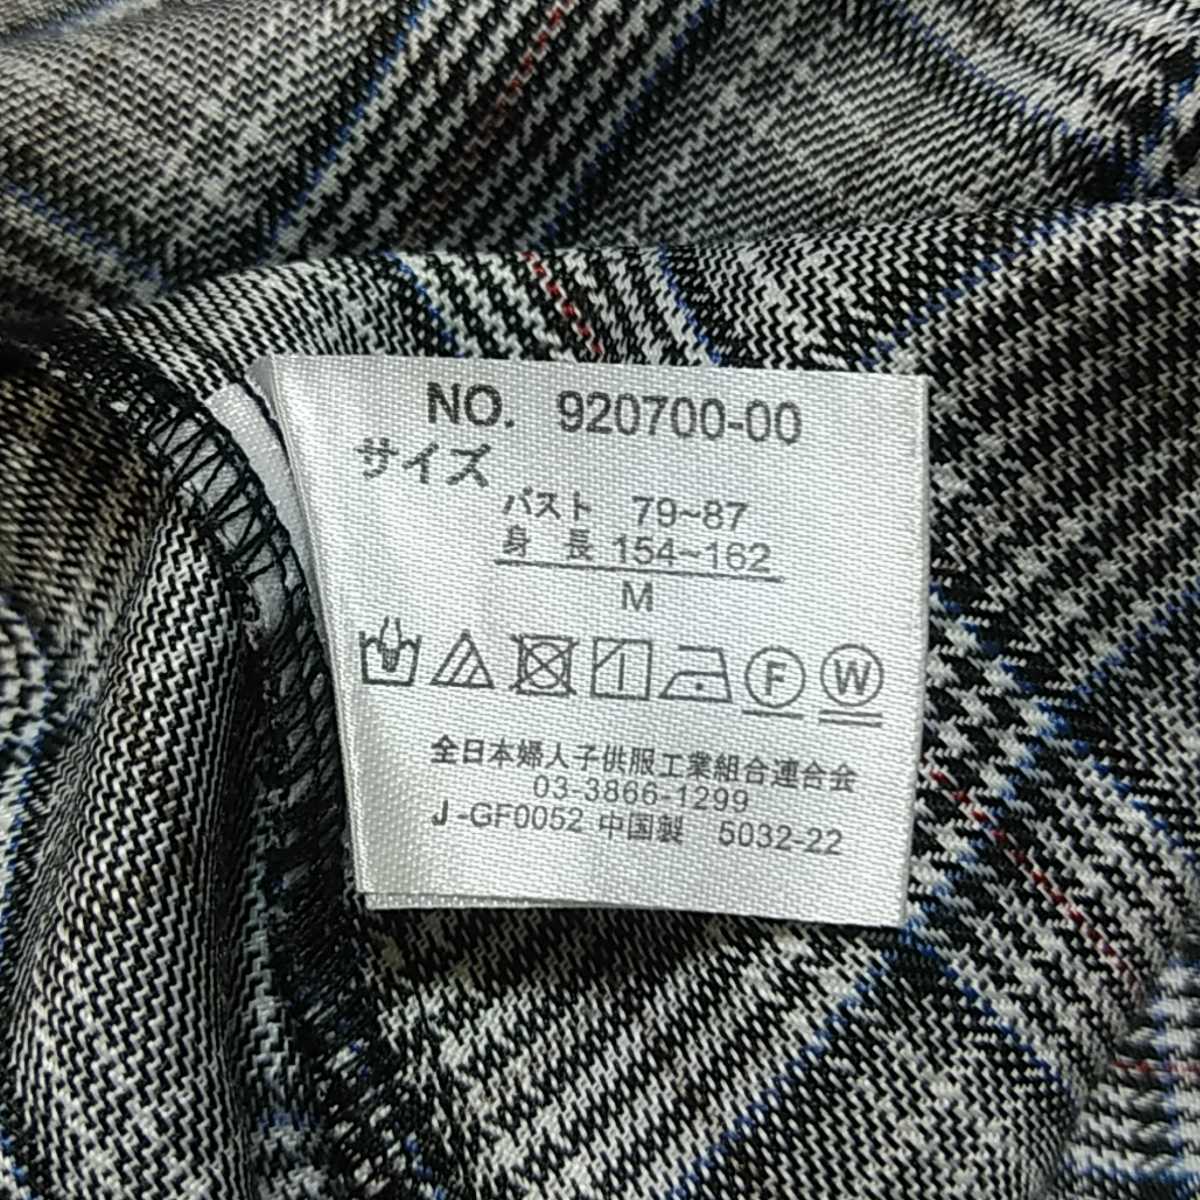 NO. 920700-00
サイズ
バスト 79~87
身長 154~162
M
F W
全日本婦人子供服工業組合連合会
03-3866-1299
J-GF0052 中国製 5032-22